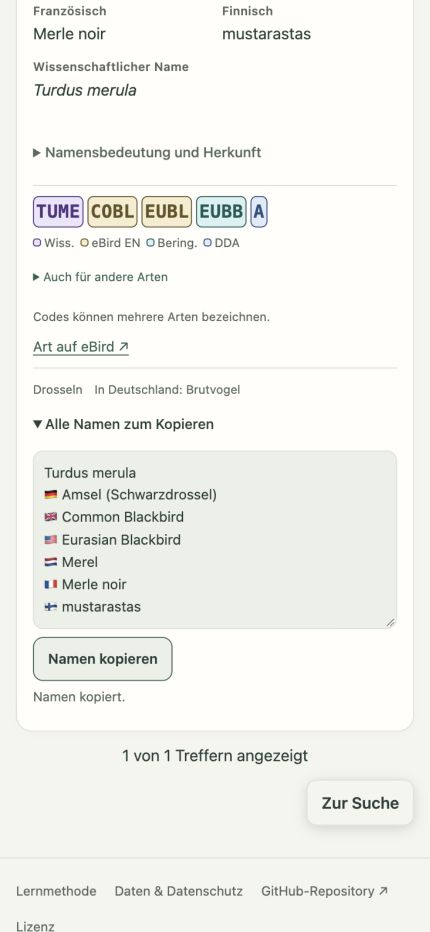 Französisch Finnisch
Merle noir mustarastas
Wissenschaftlicher Name
Turdus merula
▶ Namensbedeutung und Herkunft
TUME COBL EUBL EUBB A
Wiss. eBird EN Bering. DDA
▶ Auch für andere Arten
Codes können mehrere Arten bezeichnen.
Art auf eBird ↗
Drosseln In Deutschland: Brutvogel
▼ Alle Namen zum Kopieren
Turdus merula
🇩🇪 Amsel (Schwarzdrossel)
🇬🇧 Common Blackbird
🇺🇸 Eurasian Blackbird
🇳🇱 Merel
🇫🇷 Merle noir
🇫🇮 mustarastas
Namen kopieren
Namen kopiert.
1 von 1 Treffern angezeigt
Zur Suche
Lernmethode Daten & Datenschutz GitHub-Repository ↗
Lizenz